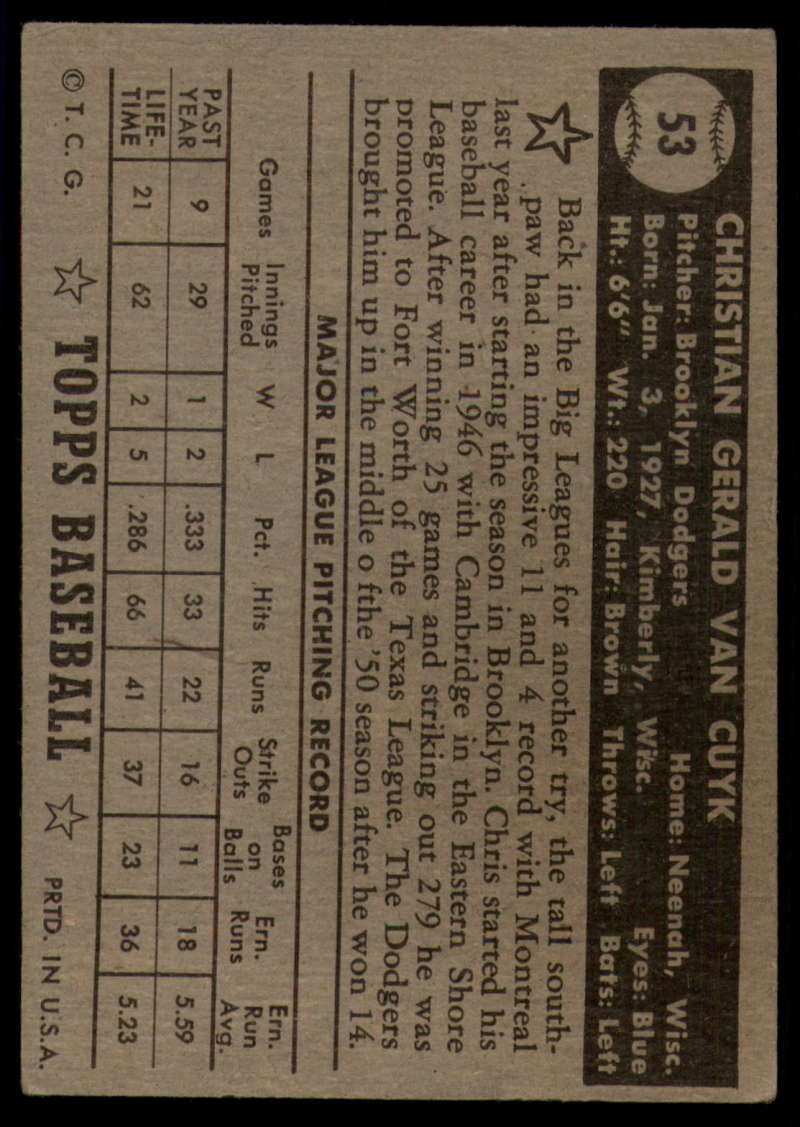 53
CHRISTIAN GERALD VAN CUYK
Pitcher: Brooklyn Dodgers Home: Neenah, Wisc.
Born: Jan. 3, 1927, Kimberly, Wisc. Eyes: Blue
Ht.: 6'6" Wt.: 220 Hair: Brown Throws: Left Bats: Left
Back in the Big Leagues for another try, the tall south-
paw had an impressive 11 and 4 record with Montreal
last year after starting the season in Brooklyn. Chris started his
baseball career in 1946 with Cambridge in the Eastern Shore
League. After winning 25 games and striking out 279 he was
promoted to Fort Worth of the Texas League. The Dodgers
brought him up in the middle o fthe '50 season after he won 14.
MAJOR LEAGUE PITCHING RECORD
Games Innings Pitched W L Pct. Hits Runs Strike Outs Bases on Balls Ern. Runs Ern. Run Avg.
PAST YEAR 9 29 1 2 .333 33 22 16 11 18 5.59
LIFE-TIME 21 62 2 5 .286 66 41 37 23 36 5.23
© T. C. G. TOPPS BASEBALL PRTD. IN U.S.A.